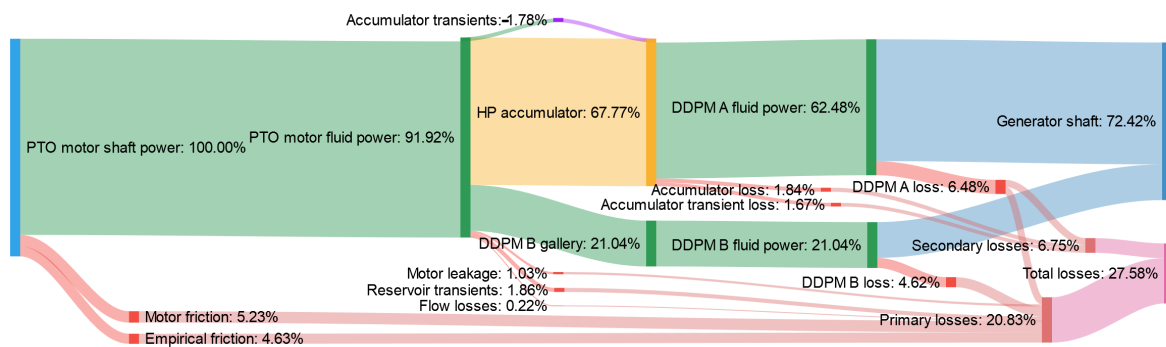 Accumulator transients: -1.78%
PTO motor shaft power: 100.00%
PTO motor fluid power: 91.92%
HP accumulator: 67.77%
DDPM A fluid power: 62.48%
Generator shaft: 72.42%
Accumulator loss: 1.84%
DDPM A loss: 6.48%
Accumulator transient loss: 1.67%
DDPM B gallery: 21.04%
DDPM B fluid power: 21.04%
Secondary losses: 6.75%
Motor leakage: 1.03%
Total losses: 27.58%
Reservoir transients: 1.86%
DDPM B loss: 4.62%
Flow losses: 0.22%
Motor friction: 5.23%
Primary losses: 20.83%
Empirical friction: 4.63%